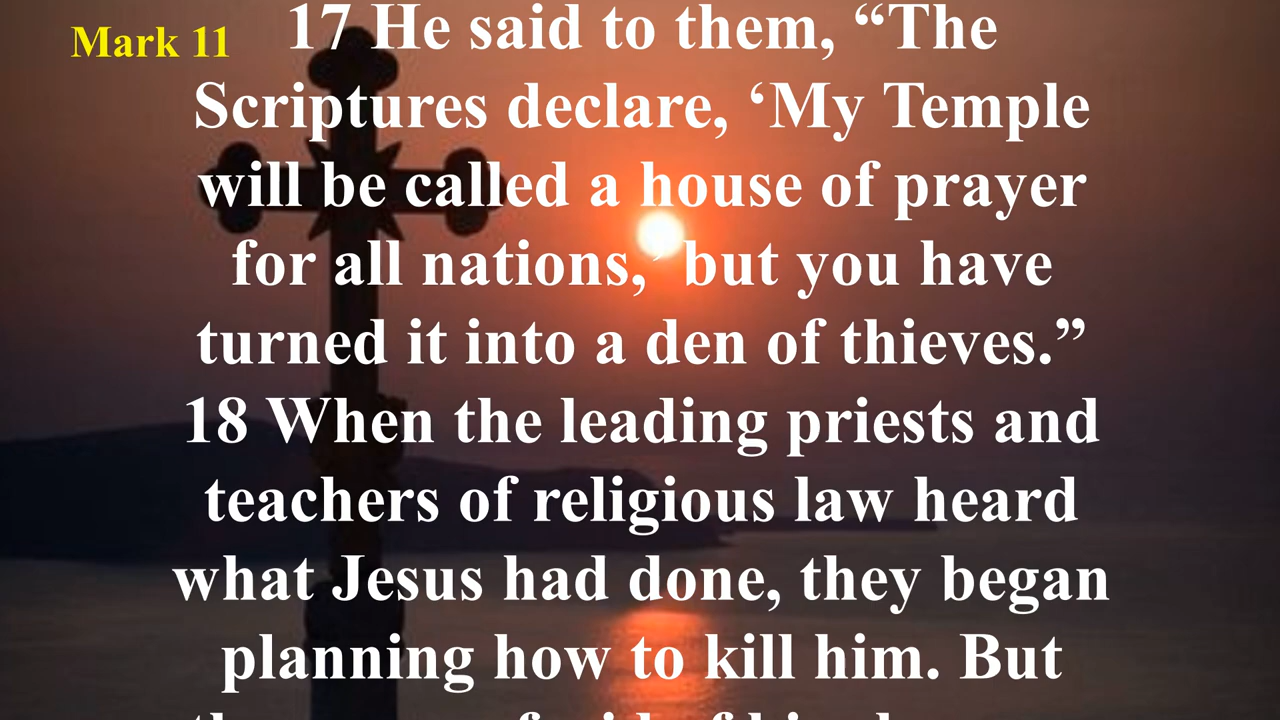 Mark 11
17 He said to them, “The
Scriptures declare, ‘My Temple
will be called a house of prayer
for all nations,’ but you have
turned it into a den of thieves.”
18 When the leading priests and
teachers of religious law heard
what Jesus had done, they began
planning how to kill him. But